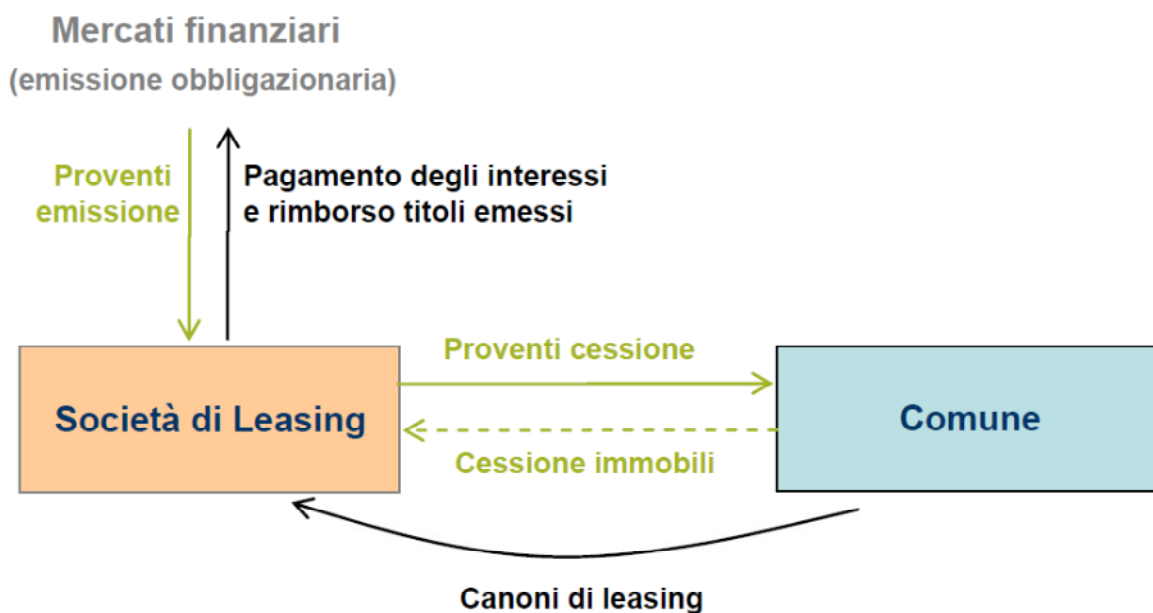 Mercati finanziari
(emissione obbligazionaria)
Proventi
emissione
Pagamento degli interessi
e rimborso titoli emessi
Proventi cessione
Società di Leasing
Comune
Cessione immobili
Canoni di leasing